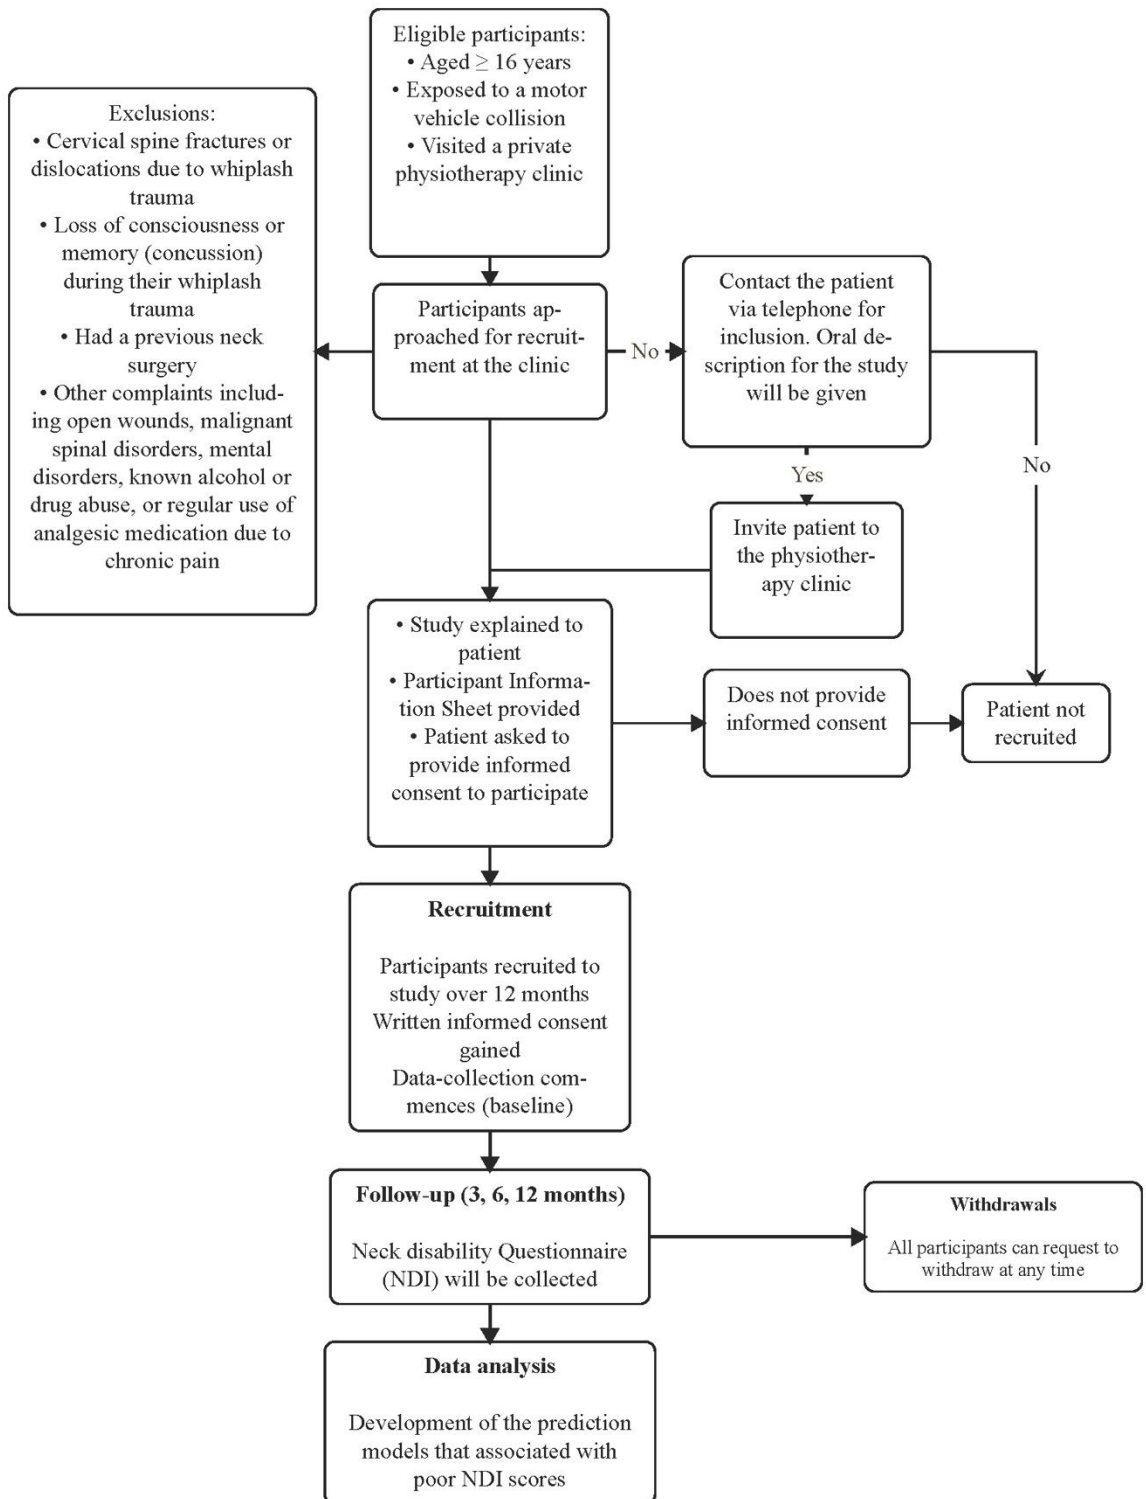 Eligible participants:
• Aged ≥ 16 years
• Exposed to a motor
vehicle collision
• Visited a private
physiotherapy clinic
Exclusions:
• Cervical spine fractures or
dislocations due to whiplash
trauma
• Loss of consciousness or
memory (concussion)
during their whiplash
trauma
• Had a previous neck
surgery
• Other complaints includ-
ing open wounds, malignant
spinal disorders, mental
disorders, known alcohol or
drug abuse, or regular use of
analgesic medication due to
chronic pain
Participants ap-
proached for recruit-
ment at the clinic
No
Contact the patient
via telephone for
inclusion. Oral de-
scription for the study
will be given
No
Yes
Invite patient to
the physiother-
apy clinic
• Study explained to
patient
• Participant Informa-
tion Sheet provided
• Patient asked to
provide informed
consent to participate
Does not provide
informed consent
Patient not
recruited
Recruitment
Participants recruited to
study over 12 months
Written informed consent
gained
Data-collection com-
mences (baseline)
Follow-up (3, 6, 12 months)
Neck disability Questionnaire
(NDI) will be collected
Withdrawals
All participants can request to
withdraw at any time
Data analysis
Development of the prediction
models that associated with
poor NDI scores